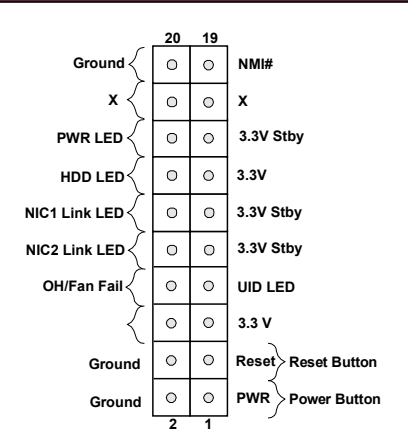 20 19
Ground NMI#
X X
PWR LED 3.3V Stby
HDD LED 3.3V
NIC1 Link LED 3.3V Stby
NIC2 Link LED 3.3V Stby
OH/Fan Fail UID LED
3.3 V
Ground Reset Reset Button
Ground PWR Power Button
2 1